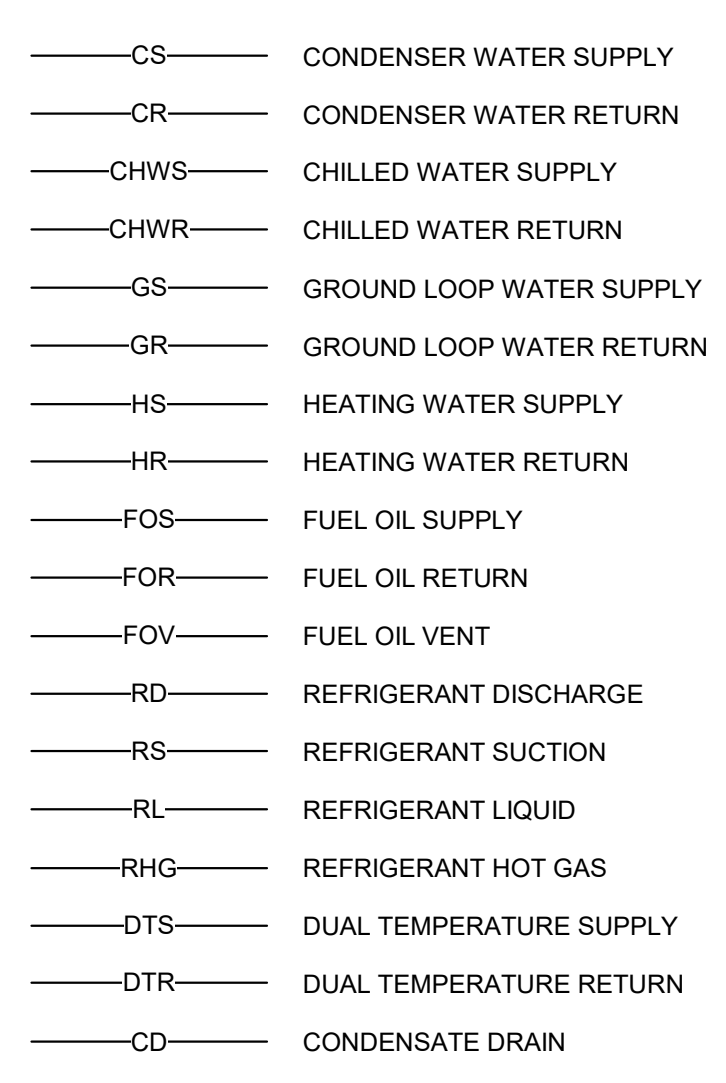 CS CONDENSER WATER SUPPLY
CR CONDENSER WATER RETURN
CHWS CHILLED WATER SUPPLY
CHWR CHILLED WATER RETURN
GS GROUND LOOP WATER SUPPLY
GR GROUND LOOP WATER RETURN
HS HEATING WATER SUPPLY
HR HEATING WATER RETURN
FOS FUEL OIL SUPPLY
FOR FUEL OIL RETURN
FOV FUEL OIL VENT
RD REFRIGERANT DISCHARGE
RS REFRIGERANT SUCTION
RL REFRIGERANT LIQUID
RHG REFRIGERANT HOT GAS
DTS DUAL TEMPERATURE SUPPLY
DTR DUAL TEMPERATURE RETURN
CD CONDENSATE DRAIN